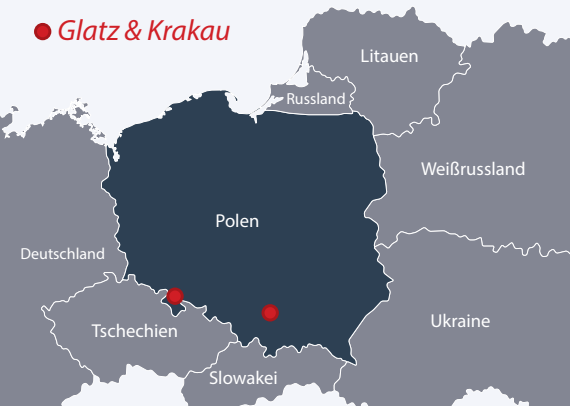 Glatz & Krakau
Litauen
Russland
Weißrussland
Polen
Deutschland
Tschechien
Ukraine
Slowakei